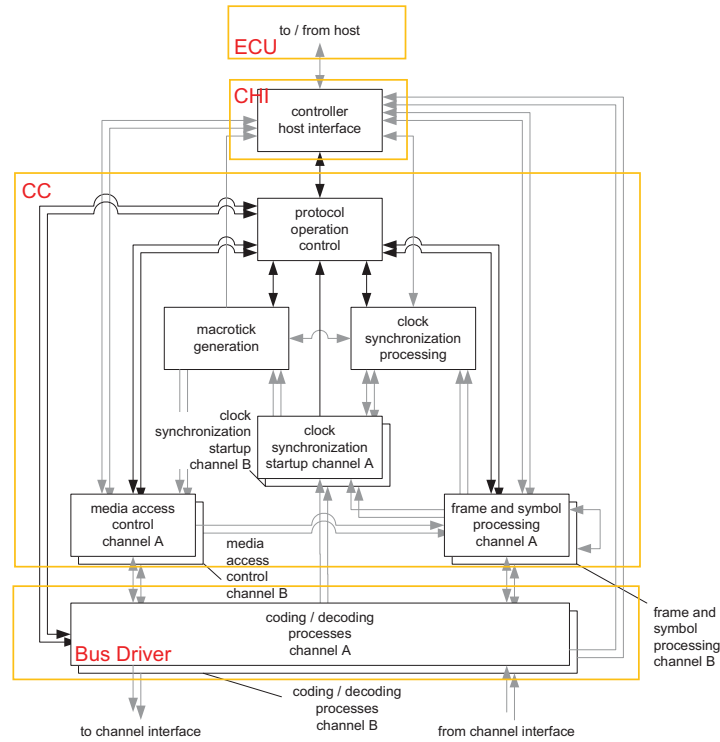 to / from host
ECU
CHI
controller
host interface
CC
protocol
operation
control
macrotick
generation
clock
synchronization
processing
clock
synchronization
startup
channel B
clock
synchronization
startup channel A
media access
control
channel A
media
access
control
channel B
frame and symbol
processing
channel A
frame and
symbol
processing
channel B
coding / decoding
processes
channel A
Bus Driver
coding / decoding
processes
channel B
to channel interface
from channel interface